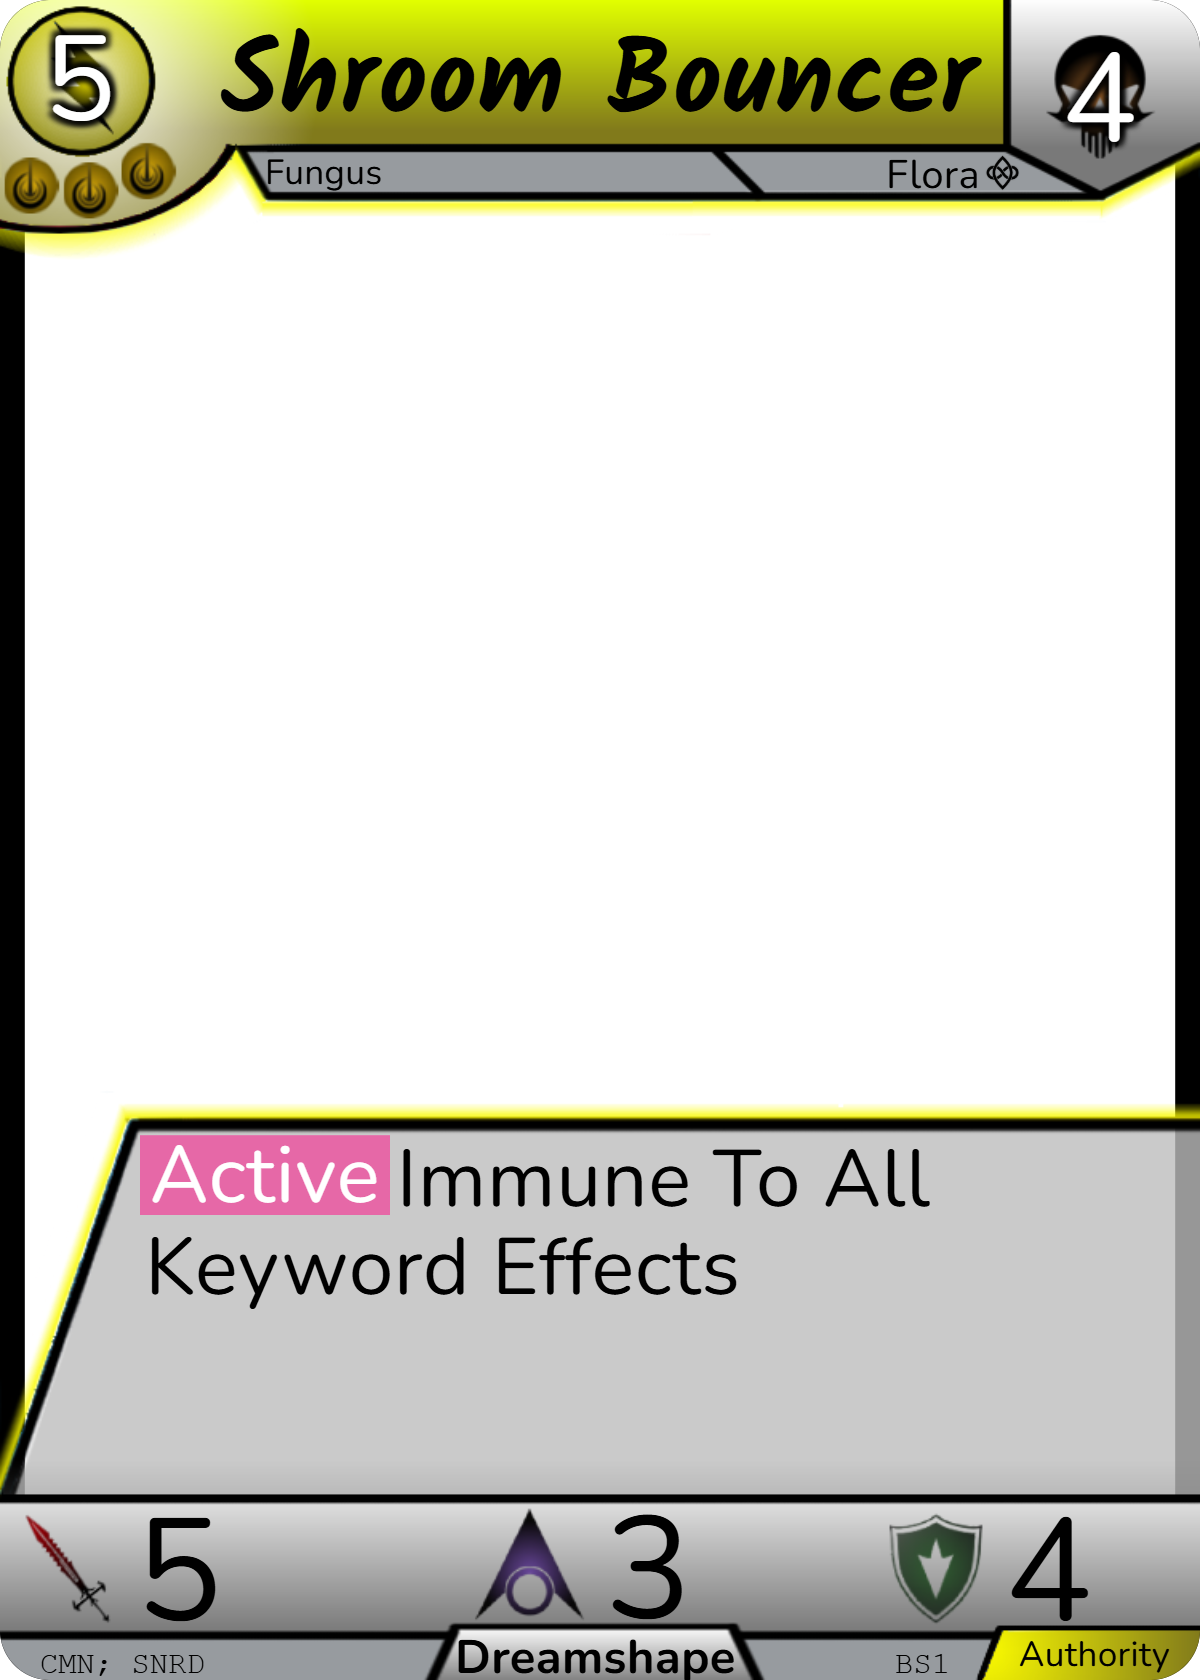 5 Shroom Bouncer 4
Fungus Flora
Active Immune To All
Keyword Effects
5 3 4
CMN; SNRD Dreamshape BS1 Authority